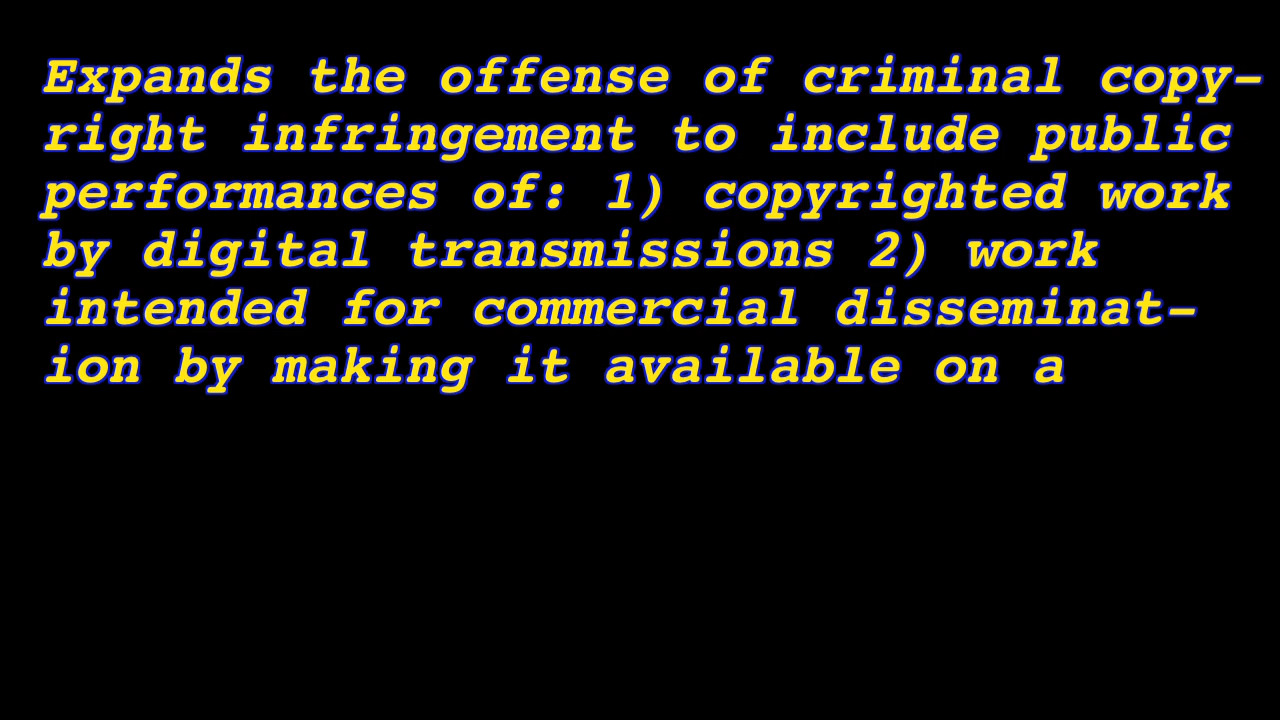 Expands the offense of criminal copy-
right infringement to include public
performances of: 1) copyrighted work
by digital transmissions 2) work
intended for commercial disseminat-
ion by making it available on a